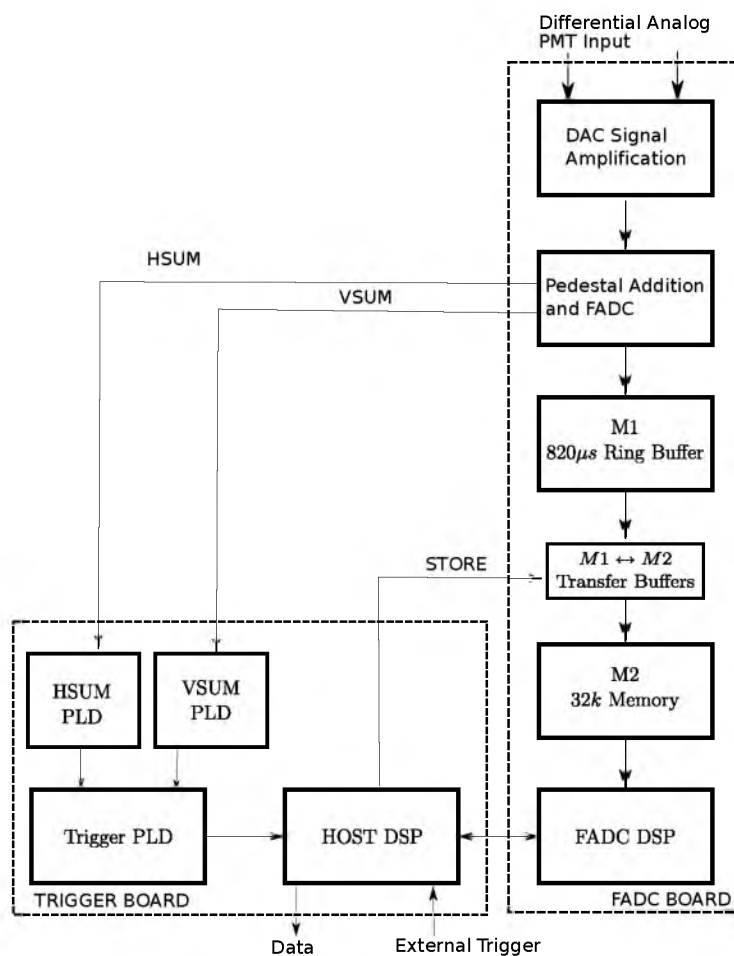 Differential Analog
PMT Input
DAC Signal
Amplification
HSUM
VSUM
Pedestal Addition
and FADC
M1
820μs Ring Buffer
STORE
M1 ↔ M2
Transfer Buffers
HSUM
PLD
VSUM
PLD
M2
32k Memory
Trigger PLD
HOST DSP
FADC DSP
TRIGGER BOARD
FADC BOARD
Data
External Trigger